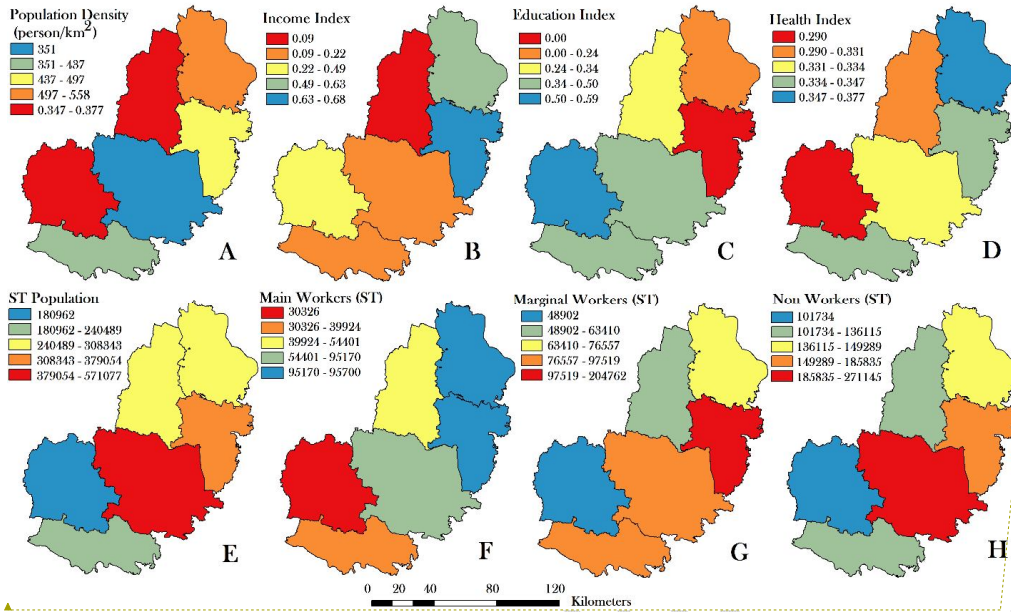 Population Density
(person/km²)
351
351 - 437
437 - 497
497 - 558
0.347 - 0.377
A
Income Index
0.09
0.09 - 0.22
0.22 - 0.49
0.49 - 0.63
0.63 - 0.68
B
Education Index
0.00
0.00 - 0.24
0.24 - 0.34
0.34 - 0.50
0.50 - 0.59
C
Health Index
0.290
0.290 - 0.331
0.331 - 0.334
0.334 - 0.347
0.347 - 0.377
D
ST Population
180962
180962 - 240489
240489 - 308343
308343 - 379054
379054 - 571077
E
Main Workers (ST)
30326
30326 - 39924
39924 - 54401
54401 - 95170
95170 - 95700
F
Marginal Workers (ST)
48902
48902 - 63410
63410 - 76557
76557 - 97519
97519 - 204762
G
Non Workers (ST)
101734
101734 - 136115
136115 - 149289
149289 - 185835
185835 - 271145
H
0 20 40 80 120
Kilometers